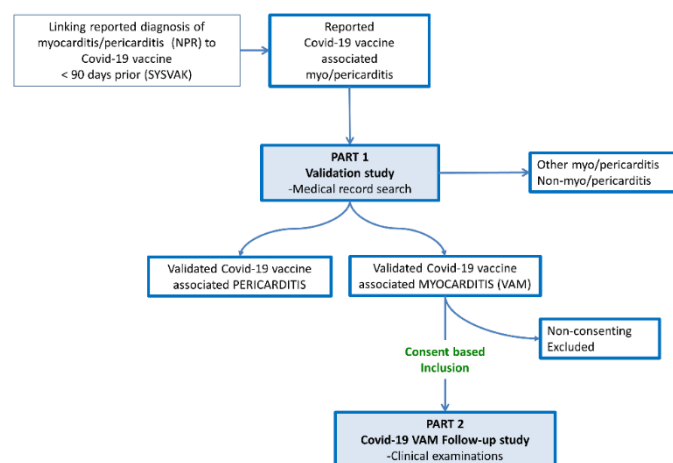 Linking reported diagnosis of
myocarditis/pericarditis (NPR) to
Covid-19 vaccine
< 90 days prior (SYSVAK)
Reported
Covid-19 vaccine
associated
myo/pericarditis
PART 1
Validation study
-Medical record search
Other myo/pericarditis
Non-myo/pericarditis
Validated Covid-19 vaccine
associated PERICARDITIS
Validated Covid-19 vaccine
associated MYOCARDITIS (VAM)
Non-consenting
Excluded
Consent based
Inclusion
PART 2
Covid-19 VAM Follow-up study
-Clinical examinations